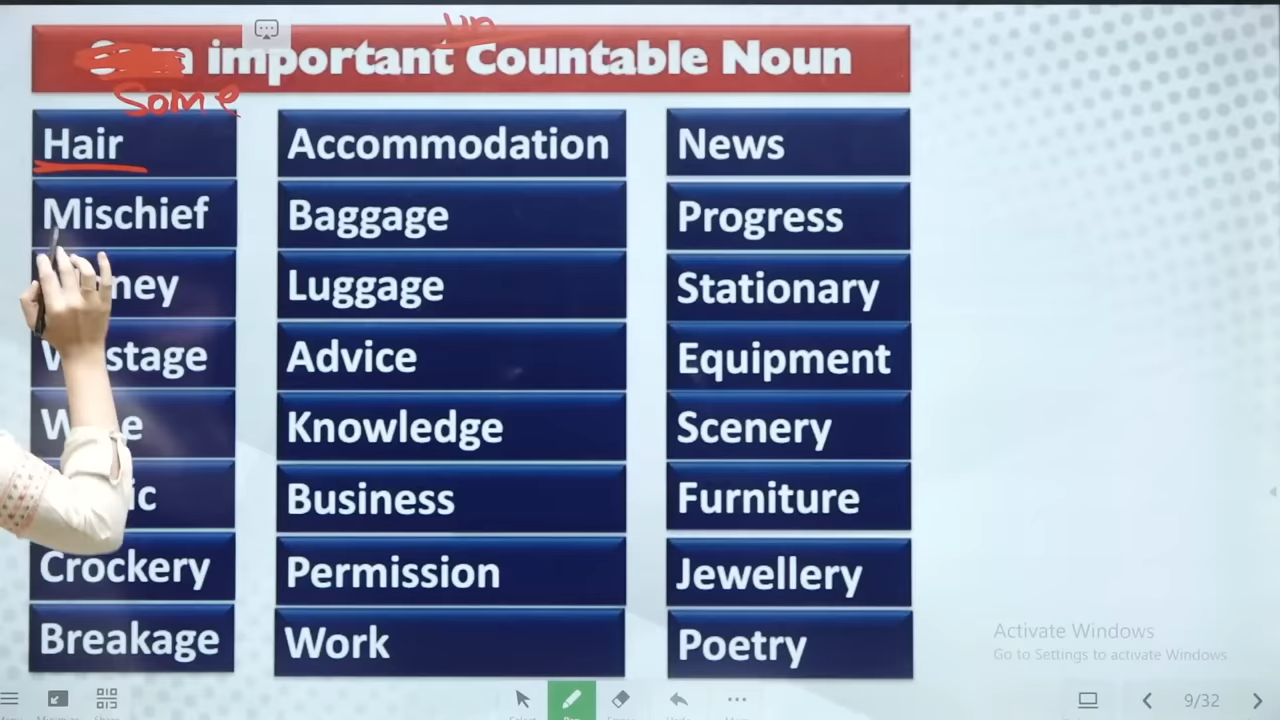 important Countable Noun
un
Some
Hair
Accommodation
News
Mischief
Baggage
Progress
Luggage
Stationary
Advice
Equipment
Knowledge
Scenery
Business
Furniture
Crockery
Permission
Jewellery
Breakage
Work
Poetry
Activate Windows
Go to Settings to activate Windows
9/32